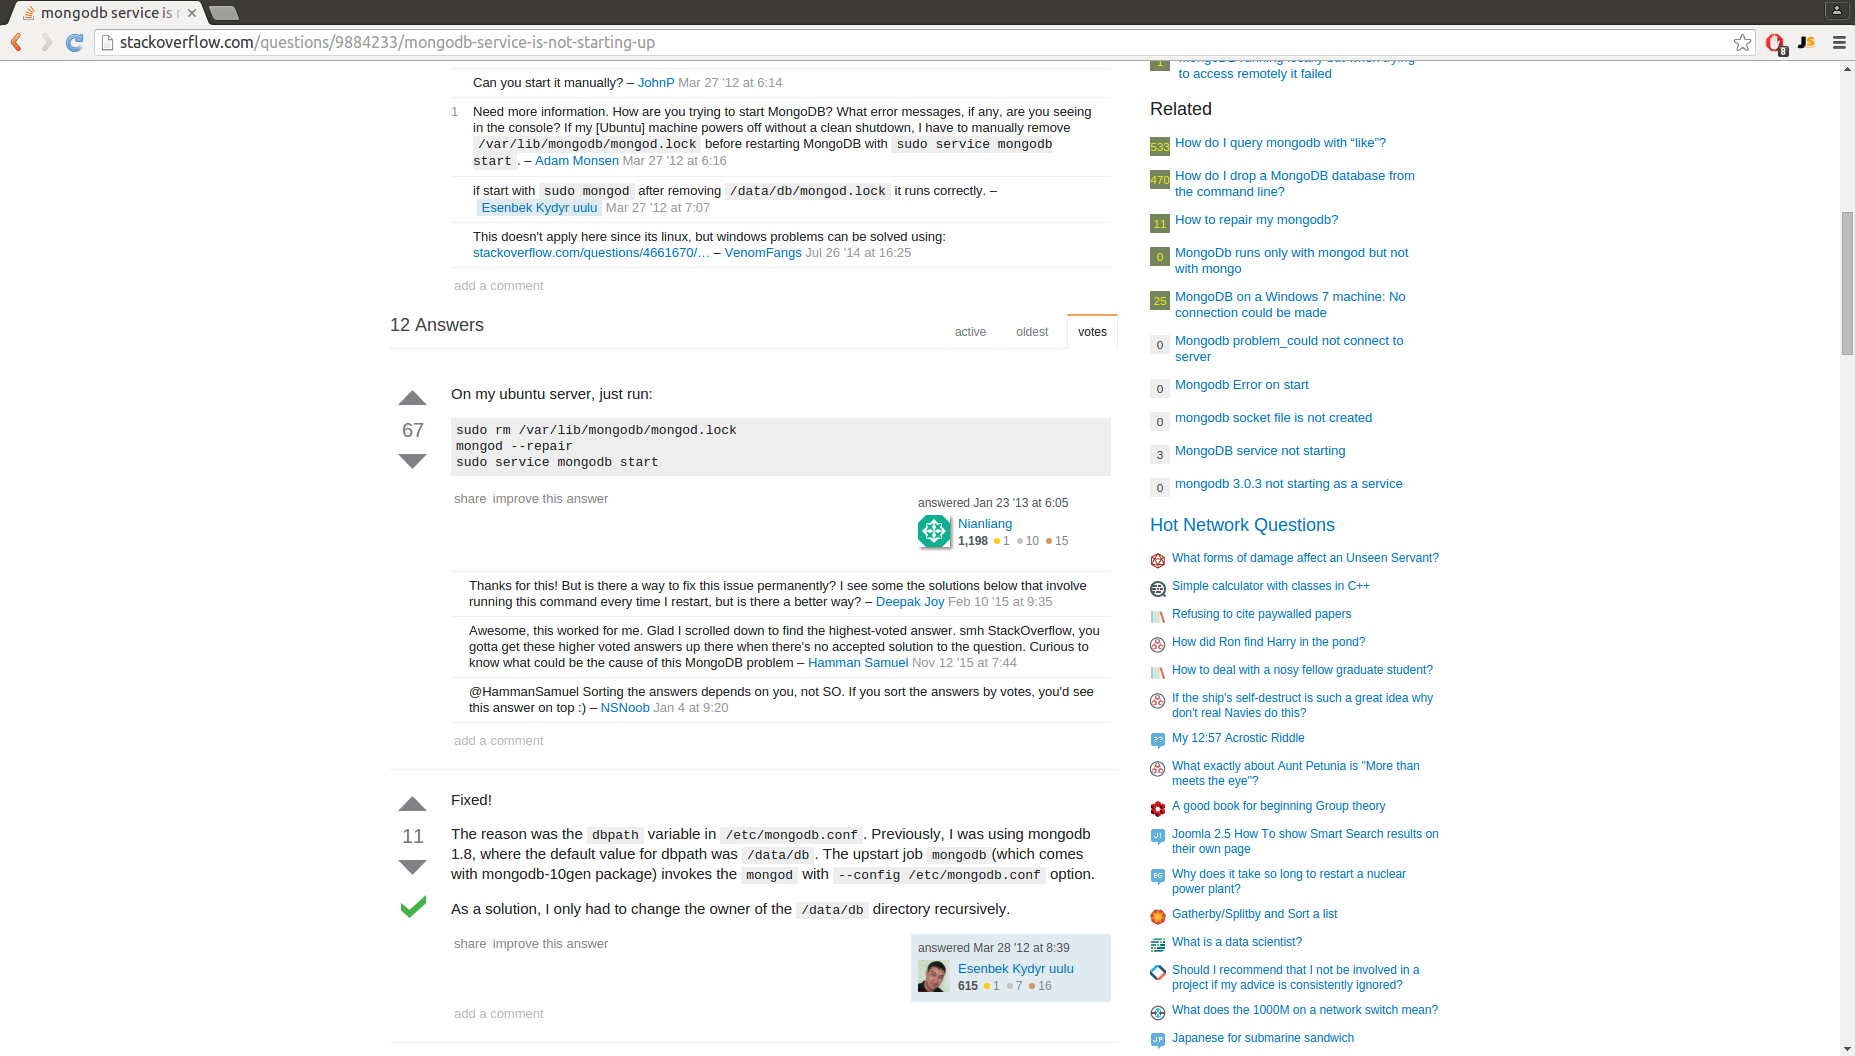 mongodb service is
stackoverflow.com/questions/9884233/mongodb-service-is-not-starting-up
8
JS
Can you start it manually? – JohnP Mar 27 '12 at 6:14
1 Need more information. How are you trying to start MongoDB? What error messages, if any, are you seeing
in the console? If my [Ubuntu] machine powers off without a clean shutdown, I have to manually remove
/var/lib/mongodb/mongod.lock before restarting MongoDB with sudo service mongodb
start . – Adam Monsen Mar 27 '12 at 6:16
if start with sudo mongod after removing /data/db/mongod.lock it runs correctly. –
Esenbek Kydyr uulu Mar 27 '12 at 7:07
This doesn't apply here since its linux, but windows problems can be solved using:
stackoverflow.com/questions/4661670/… – VenomFangs Jul 26 '14 at 16:25
add a comment
12 Answers
active oldest votes
67
On my ubuntu server, just run:
sudo rm /var/lib/mongodb/mongod.lock
mongod --repair
sudo service mongodb start
share improve this answer
answered Jan 23 '13 at 6:05
Nianliang
1,198 1 10 15
Thanks for this! But is there a way to fix this issue permanently? I see some the solutions below that involve
running this command every time I restart, but is there a better way? – Deepak Joy Feb 10 '15 at 9:35
Awesome, this worked for me. Glad I scrolled down to find the highest-voted answer. smh StackOverflow, you
gotta get these higher voted answers up there when there's no accepted solution to the question. Curious to
know what could be the cause of this MongoDB problem – Hamman Samuel Nov 12 '15 at 7:44
@HammanSamuel Sorting the answers depends on you, not SO. If you sort the answers by votes, you'd see
this answer on top :) – NSNoob Jan 4 at 9:20
add a comment
11
Fixed!
The reason was the dbpath variable in /etc/mongodb.conf . Previously, I was using mongodb
1.8, where the default value for dbpath was /data/db . The upstart job mongodb (which comes
with mongodb-10gen package) invokes the mongod with --config /etc/mongodb.conf option.
As a solution, I only had to change the owner of the /data/db directory recursively.
share improve this answer
answered Mar 28 '12 at 8:39
Esenbek Kydyr uulu
615 1 7 16
add a comment
1 MongoDB running locally but when trying
to access remotely it failed
Related
533 How do I query mongodb with “like”?
470 How do I drop a MongoDB database from
the command line?
11 How to repair my mongodb?
0 MongoDb runs only with mongod but not
with mongo
25 MongoDB on a Windows 7 machine: No
connection could be made
0 Mongodb problem_could not connect to
server
0 Mongodb Error on start
0 mongodb socket file is not created
3 MongoDB service not starting
0 mongodb 3.0.3 not starting as a service
Hot Network Questions
What forms of damage affect an Unseen Servant?
Simple calculator with classes in C++
Refusing to cite paywalled papers
How did Ron find Harry in the pond?
How to deal with a nosy fellow graduate student?
If the ship's self-destruct is such a great idea why
don't real Navies do this?
?? My 12:57 Acrostic Riddle
What exactly about Aunt Petunia is "More than
meets the eye"?
A good book for beginning Group theory
J! Joomla 2.5 How To show Smart Search results on
their own page
EG Why does it take so long to restart a nuclear
power plant?
Gatherby/Splitby and Sort a list
What is a data scientist?
Should I recommend that I not be involved in a
project if my advice is consistently ignored?
What does the 1000M on a network switch mean?
JP Japanese for submarine sandwich